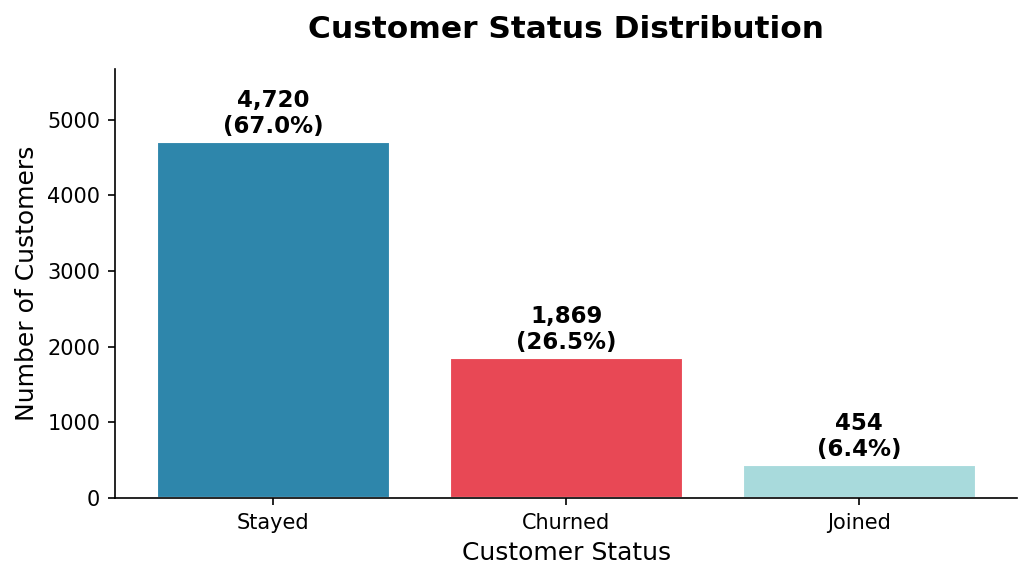 Customer Status Distribution
Number of Customers
5000
4000
3000
2000
1000
0
4,720
(67.0%)
1,869
(26.5%)
454
(6.4%)
Stayed
Churned
Joined
Customer Status